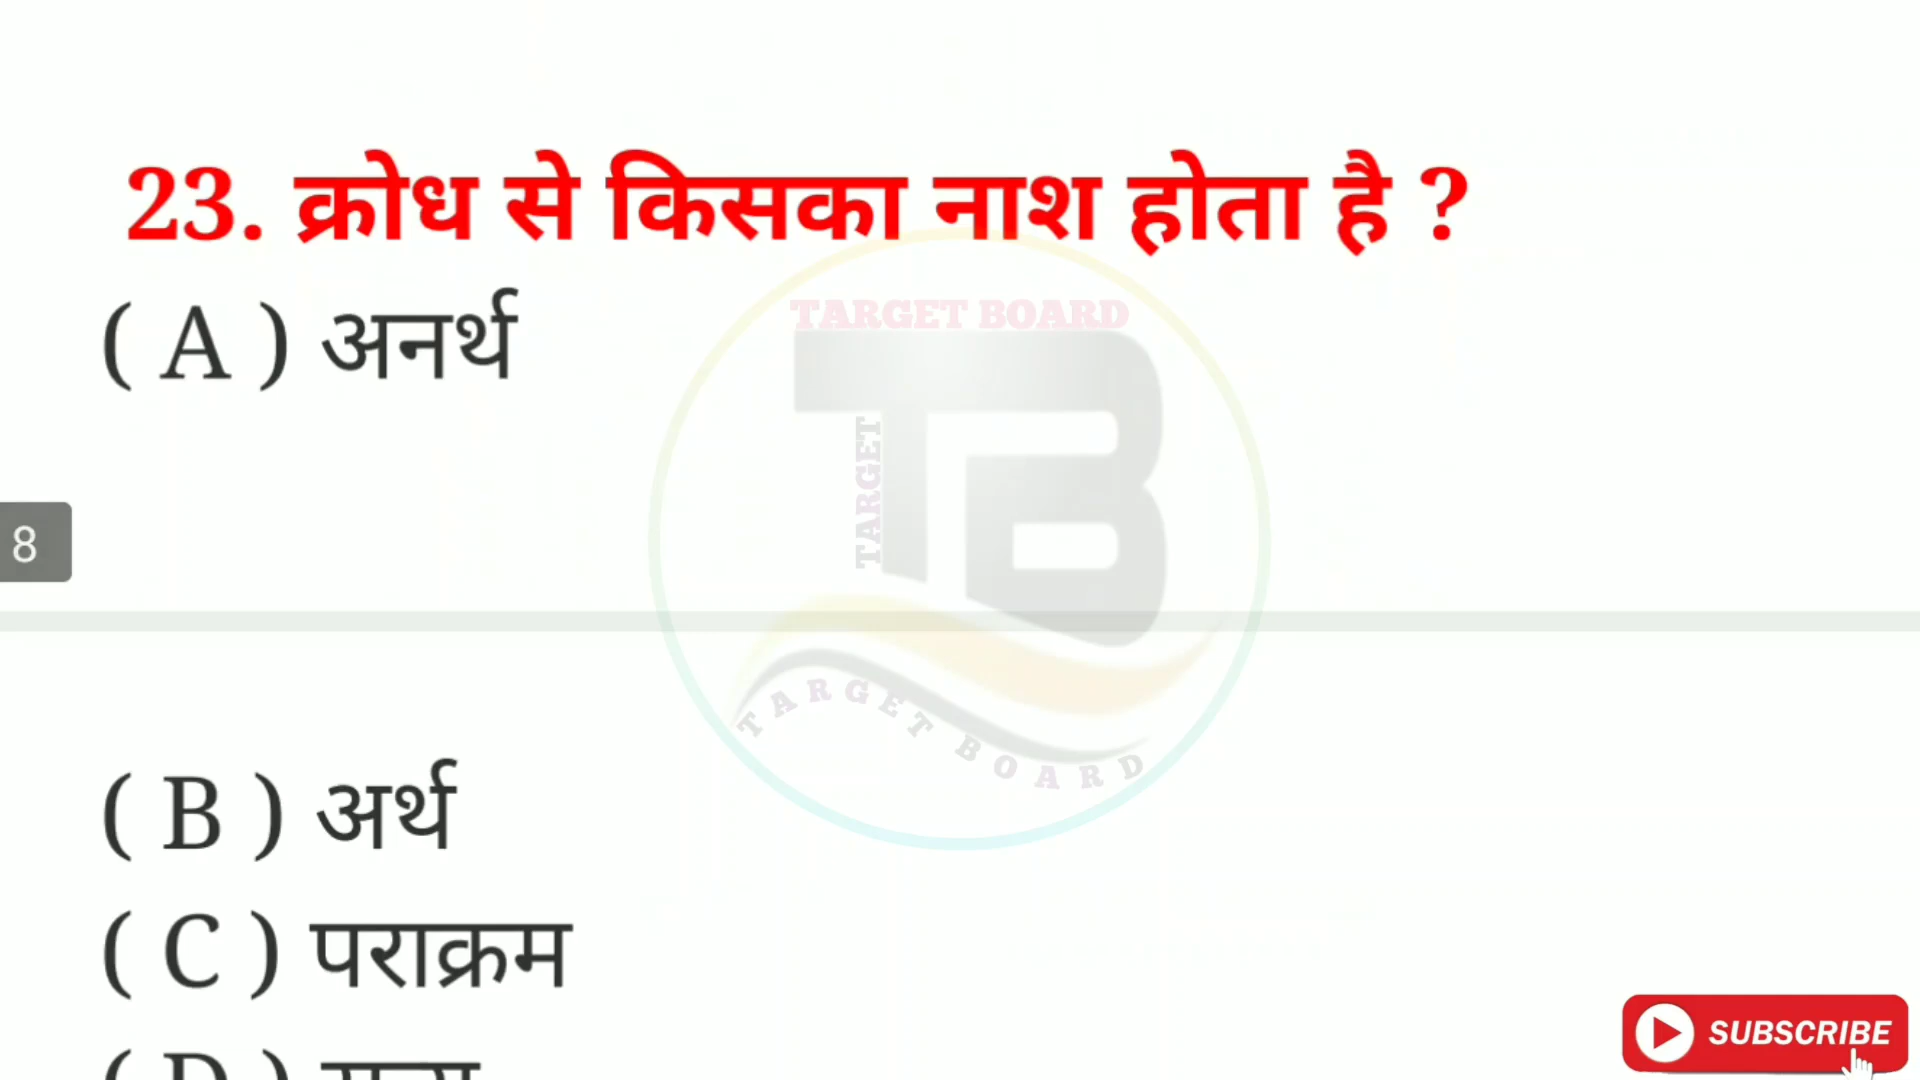 23. क्रोध से किसका नाश होता है ?
( A ) अनर्थ
TARGET BOARD
TARGET
8
TARGET BOARD
( B ) अर्थ
( C ) पराक्रम
( D )
SUBSCRIBE